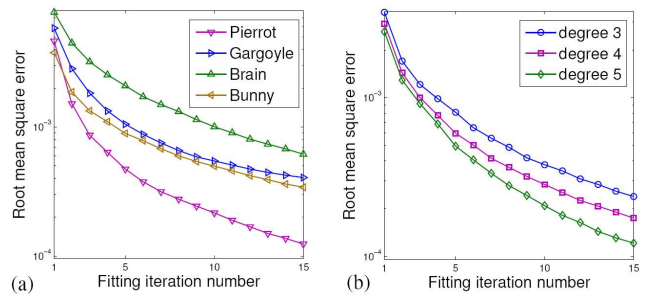 Pierrot
Gargoyle
Brain
Bunny
Root mean square error
10⁻³
10⁻⁴
1 5 10 15
Fitting iteration number
(a)
degree 3
degree 4
degree 5
Root mean square error
10⁻³
10⁻⁴
1 5 10 15
Fitting iteration number
(b)